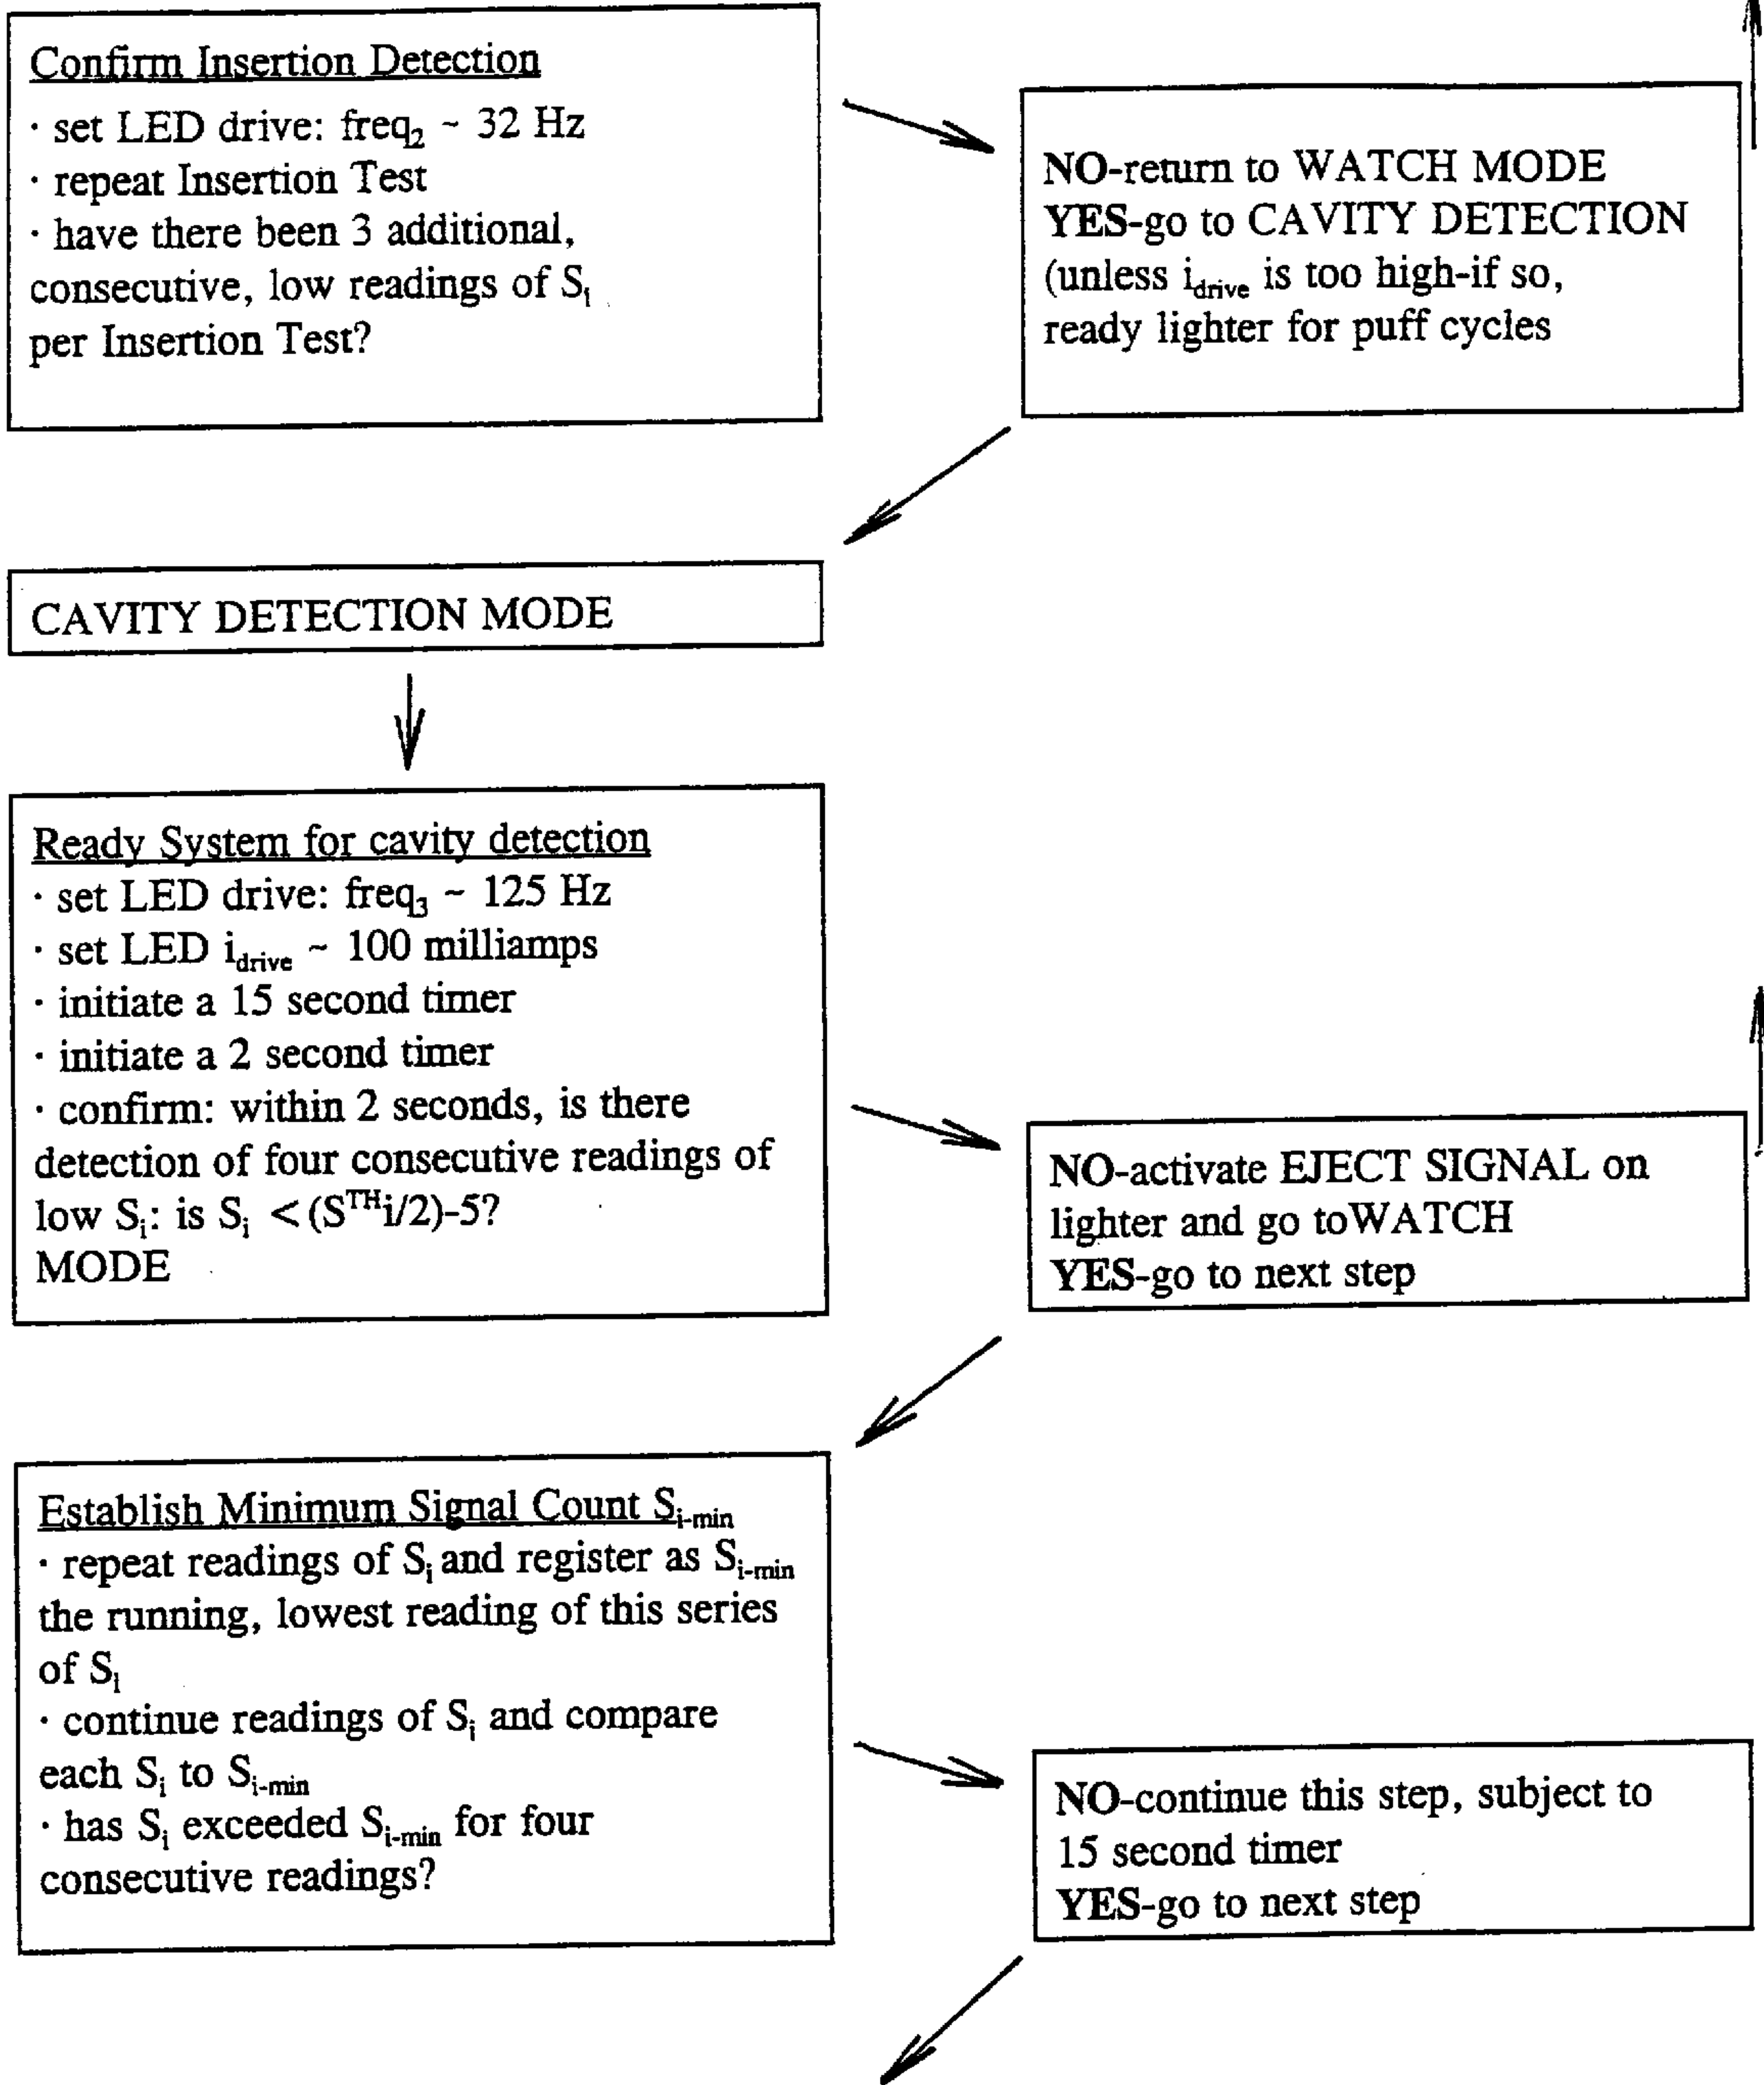 Confirm Insertion Detection
· set LED drive: freq₂ ~ 32 Hz
· repeat Insertion Test
· have there been 3 additional,
consecutive, low readings of Sᵢ
per Insertion Test?
NO-return to WATCH MODE
YES-go to CAVITY DETECTION
(unless i_drive is too high-if so,
ready lighter for puff cycles
CAVITY DETECTION MODE
Ready System for cavity detection
· set LED drive: freq₃ ~ 125 Hz
· set LED i_drive ~ 100 milliamps
· initiate a 15 second timer
· initiate a 2 second timer
· confirm: within 2 seconds, is there
detection of four consecutive readings of
low Sᵢ: is Sᵢ <(S^THi/2)-5?
MODE
NO-activate EJECT SIGNAL on
lighter and go toWATCH
YES-go to next step
Establish Minimum Signal Count S_i-min
· repeat readings of Sᵢ and register as S_i-min
the running, lowest reading of this series
of Sᵢ
· continue readings of Sᵢ and compare
each Sᵢ to S_i-min
· has Sᵢ exceeded S_i-min for four
consecutive readings?
NO-continue this step, subject to
15 second timer
YES-go to next step